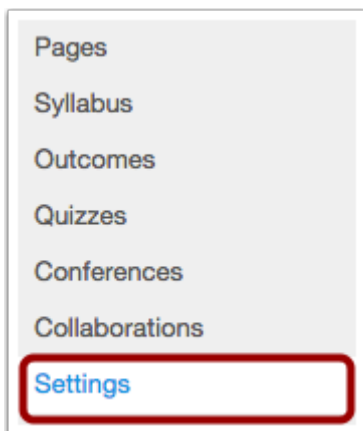 Pages
Syllabus
Outcomes
Quizzes
Conferences
Collaborations
Settings